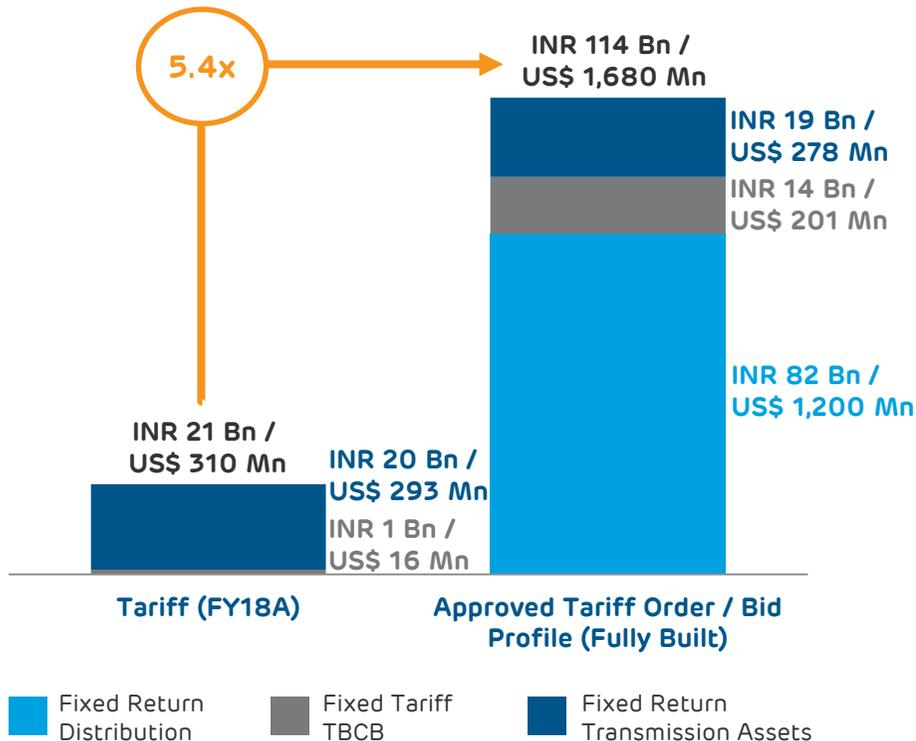 5.4x
INR 114 Bn /
US$ 1,680 Mn
INR 19 Bn /
US$ 278 Mn
INR 14 Bn /
US$ 201 Mn
INR 82 Bn /
US$ 1,200 Mn
INR 21 Bn /
US$ 310 Mn
INR 20 Bn /
US$ 293 Mn
INR 1 Bn /
US$ 16 Mn
Tariff (FY18A)
Approved Tariff Order / Bid
Profile (Fully Built)
Fixed Return
Distribution
Fixed Tariff
TBCB
Fixed Return
Transmission Assets